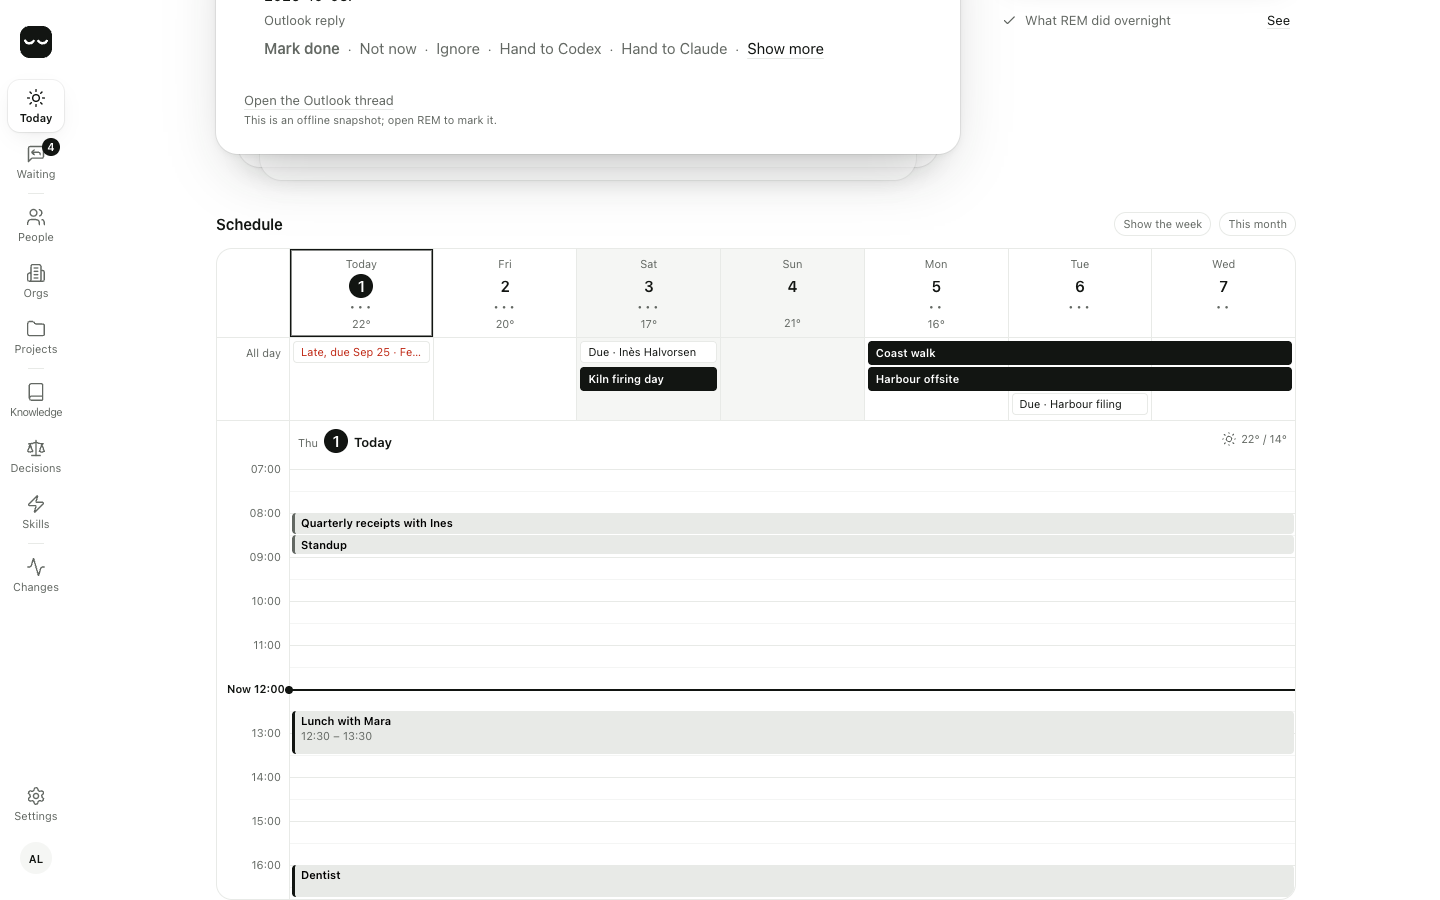 Outlook reply
Mark done · Not now · Ignore · Hand to Codex · Hand to Claude · Show more
Open the Outlook thread
This is an offline snapshot; open REM to mark it.
What REM did overnight See
Today
4
Waiting
People
Orgs
Projects
Knowledge
Decisions
Skills
Changes
Settings
AL
Schedule
Show the week This month
Today Fri Sat Sun Mon Tue Wed
1 2 3 4 5 6 7
22° 20° 17° 21° 16°
All day
Late, due Sep 25 · Fe…
Due · Inès Halvorsen
Kiln firing day
Coast walk
Harbour offsite
Due · Harbour filing
Thu 1 Today 22° / 14°
07:00
08:00
Quarterly receipts with Ines
Standup
09:00
10:00
11:00
Now 12:00
Lunch with Mara
12:30 – 13:30
13:00
14:00
15:00
16:00
Dentist